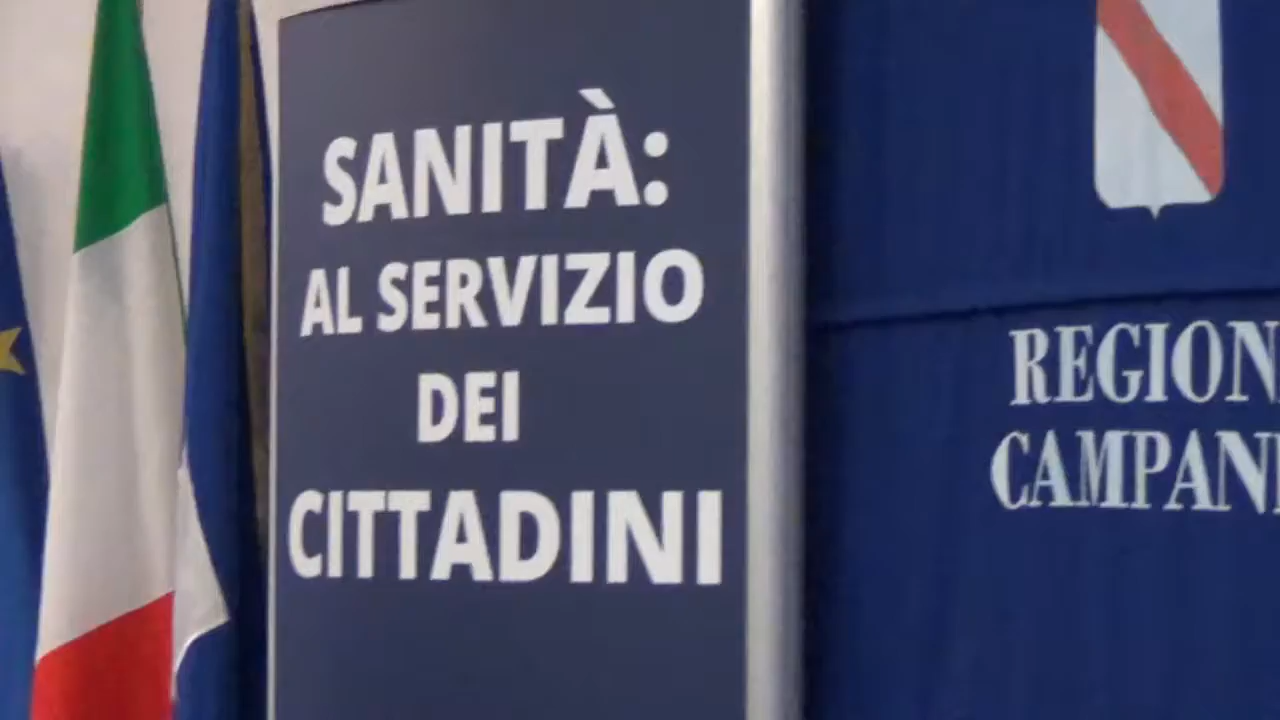 SANITÀ:
AL SERVIZIO
DEI
CITTADINI
REGION
CAMPAN